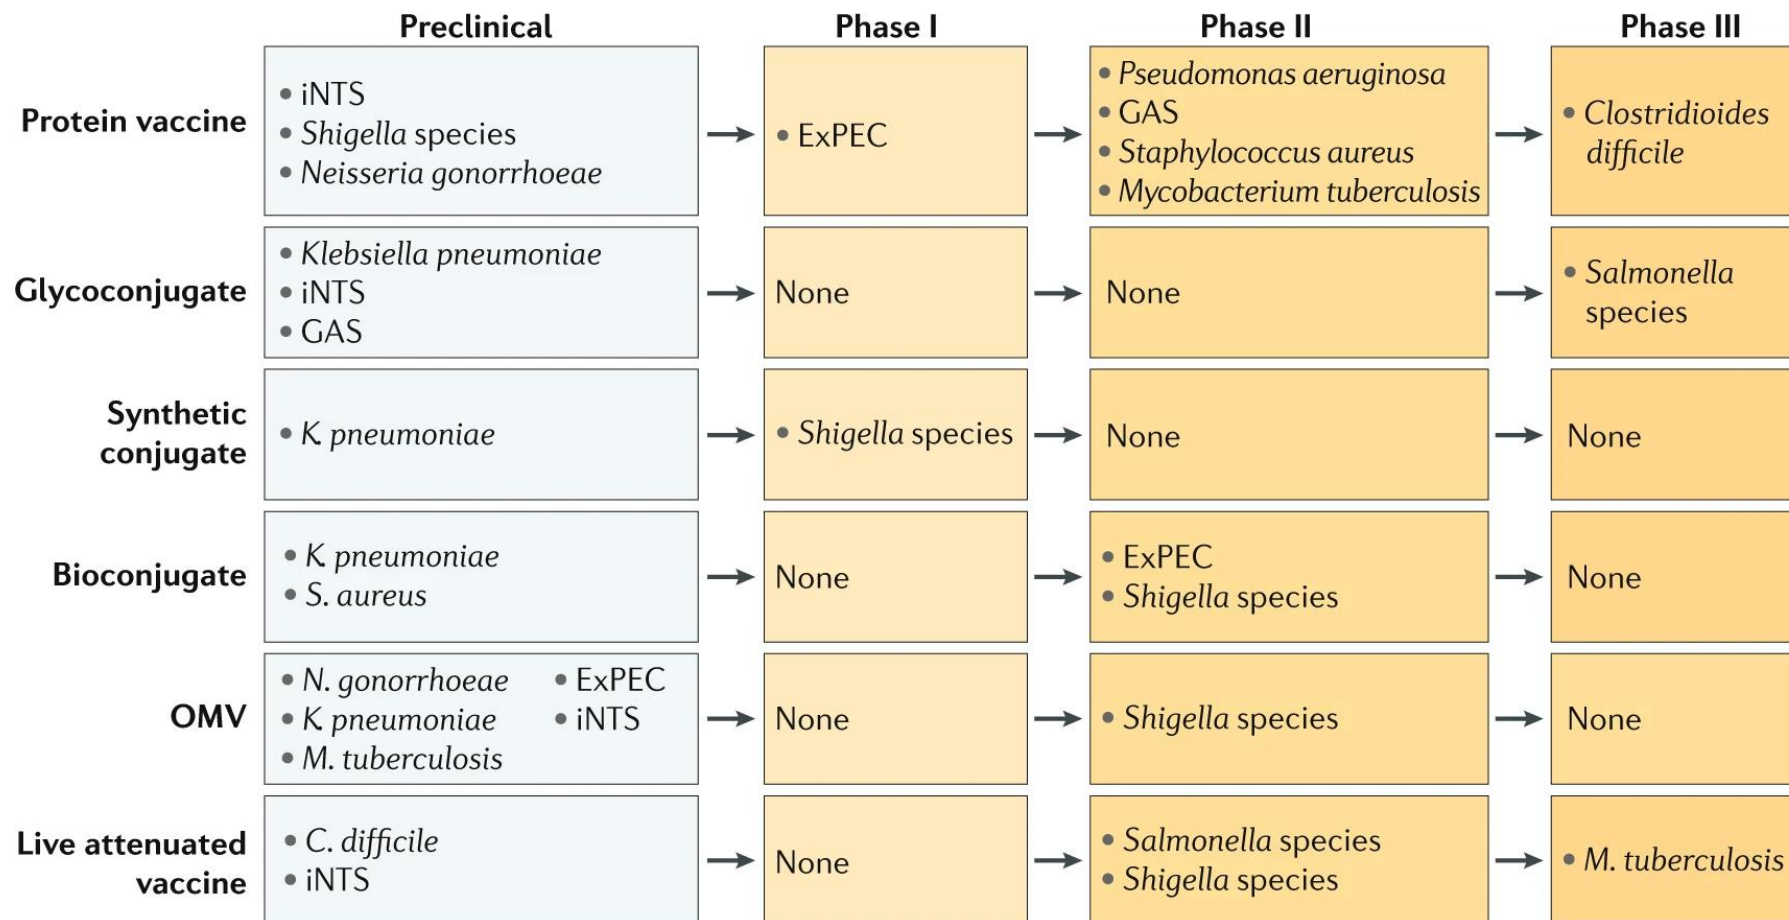 Preclinical
Phase I
Phase II
Phase III
Protein vaccine
iNTS
Shigella species
Neisseria gonorrhoeae
ExPEC
Pseudomonas aeruginosa
GAS
Staphylococcus aureus
Mycobacterium tuberculosis
Clostridioides
difficile
Glycoconjugate
Klebsiella pneumoniae
iNTS
GAS
None
None
Salmonella
species
Synthetic
conjugate
K. pneumoniae
Shigella species
None
None
Bioconjugate
K. pneumoniae
S. aureus
None
ExPEC
Shigella species
None
OMV
N. gonorrhoeae
K. pneumoniae
M. tuberculosis
ExPEC
iNTS
None
Shigella species
None
Live attenuated
vaccine
C. difficile
iNTS
None
Salmonella species
Shigella species
M. tuberculosis